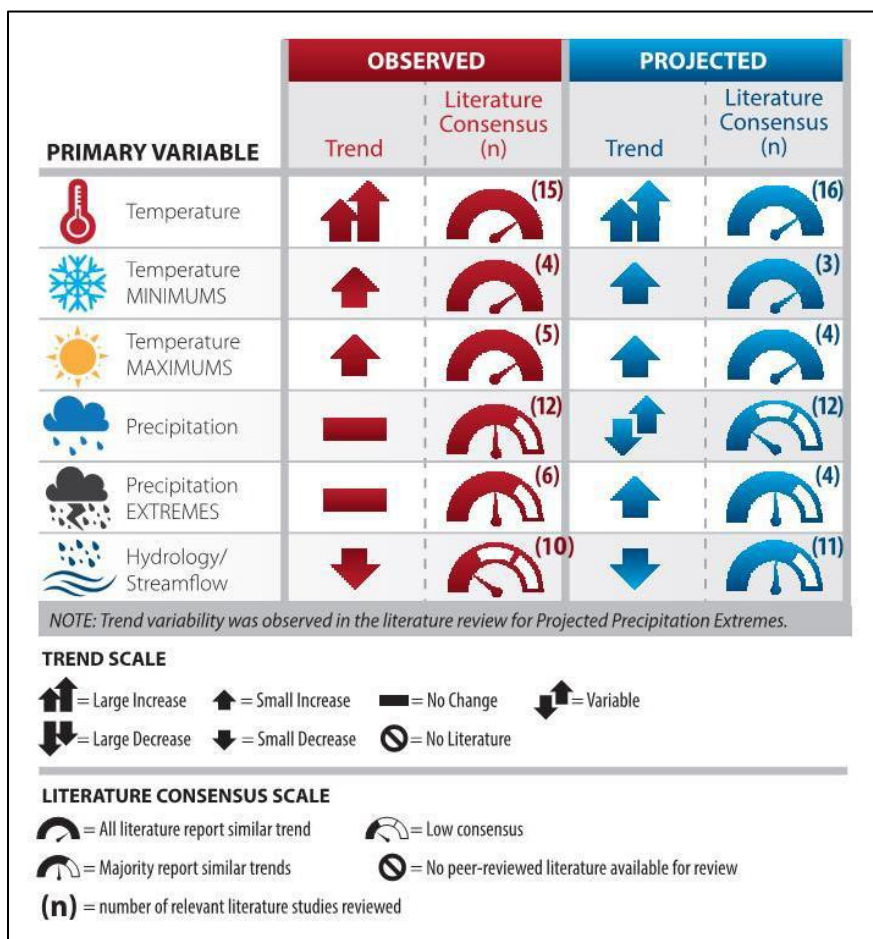 OBSERVED PROJECTED
PRIMARY VARIABLE Trend Literature Consensus (n) Trend Literature Consensus (n)
Temperature (15) (16)
Temperature MINIMUMS (4) (3)
Temperature MAXIMUMS (5) (4)
Precipitation (12) (12)
Precipitation EXTREMES (6) (4)
Hydrology/ Streamflow (10) (11)
NOTE: Trend variability was observed in the literature review for Projected Precipitation Extremes.
TREND SCALE
= Large Increase = Small Increase = No Change = Variable
= Large Decrease = Small Decrease = No Literature
LITERATURE CONSENSUS SCALE
= All literature report similar trend = Low consensus
= Majority report similar trends = No peer-reviewed literature available for review
(n) = number of relevant literature studies reviewed